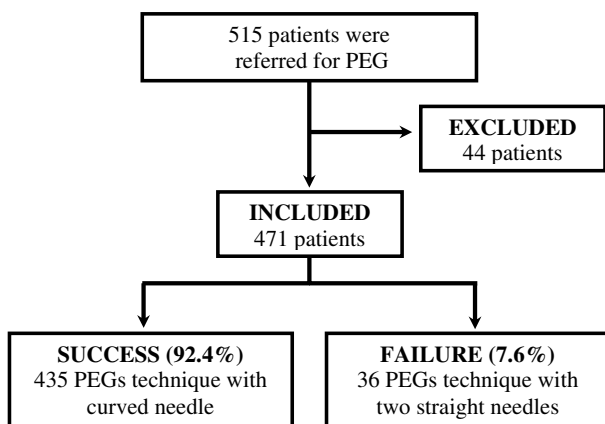 515 patients were
referred for PEG
EXCLUDED
44 patients
INCLUDED
471 patients
SUCCESS (92.4%)
435 PEGs technique with
curved needle
FAILURE (7.6%)
36 PEGs technique with
two straight needles